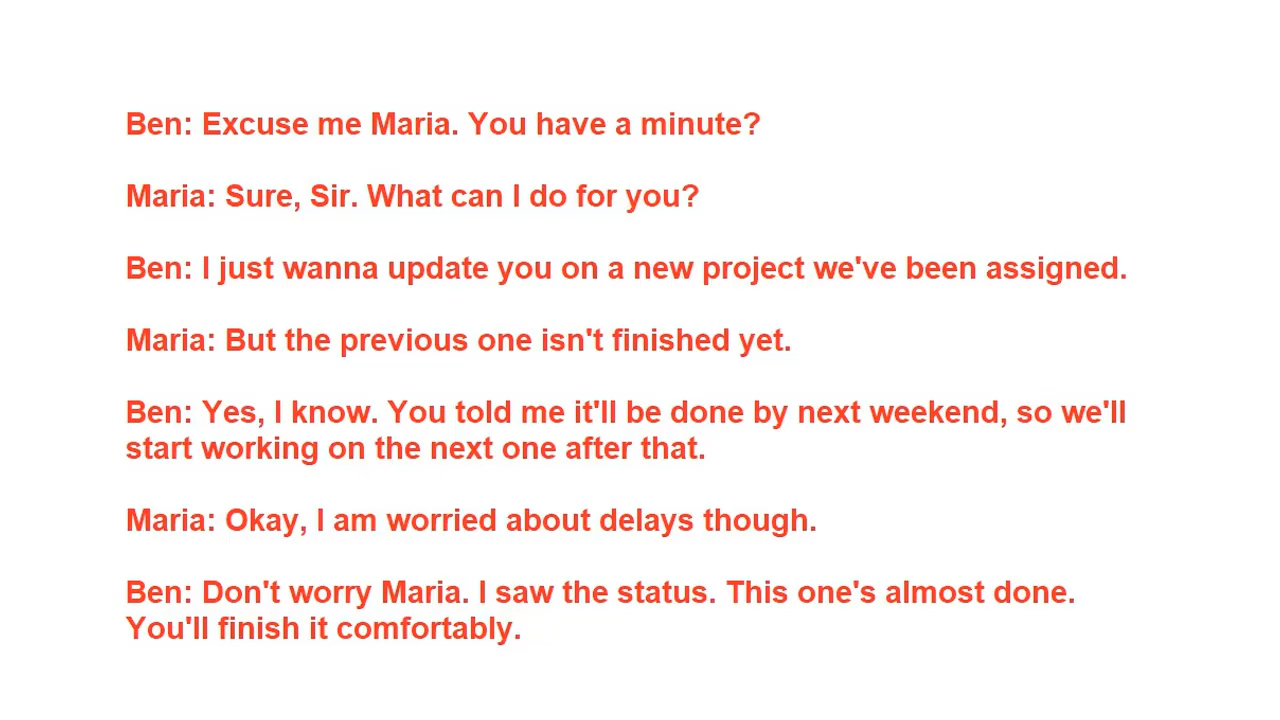 Ben: Excuse me Maria. You have a minute?
Maria: Sure, Sir. What can I do for you?
Ben: I just wanna update you on a new project we've been assigned.
Maria: But the previous one isn't finished yet.
Ben: Yes, I know. You told me it'll be done by next weekend, so we'll
start working on the next one after that.
Maria: Okay, I am worried about delays though.
Ben: Don't worry Maria. I saw the status. This one's almost done.
You'll finish it comfortably.